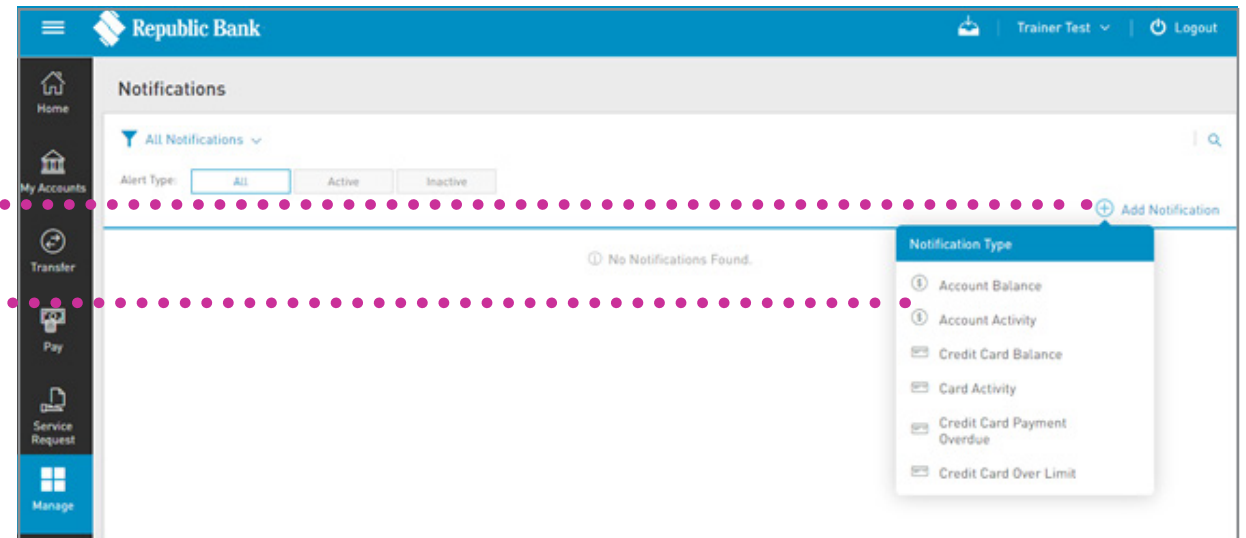 Republic Bank
Trainer Test
Logout
Home
Notifications
All Notifications
My Accounts
Alert Type:
All
Active
Inactive
Add Notification
Transfer
No Notifications Found.
Notification Type
Account Balance
Account Activity
Pay
Credit Card Balance
Card Activity
Service
Request
Credit Card Payment
Overdue
Credit Card Over Limit
Manage